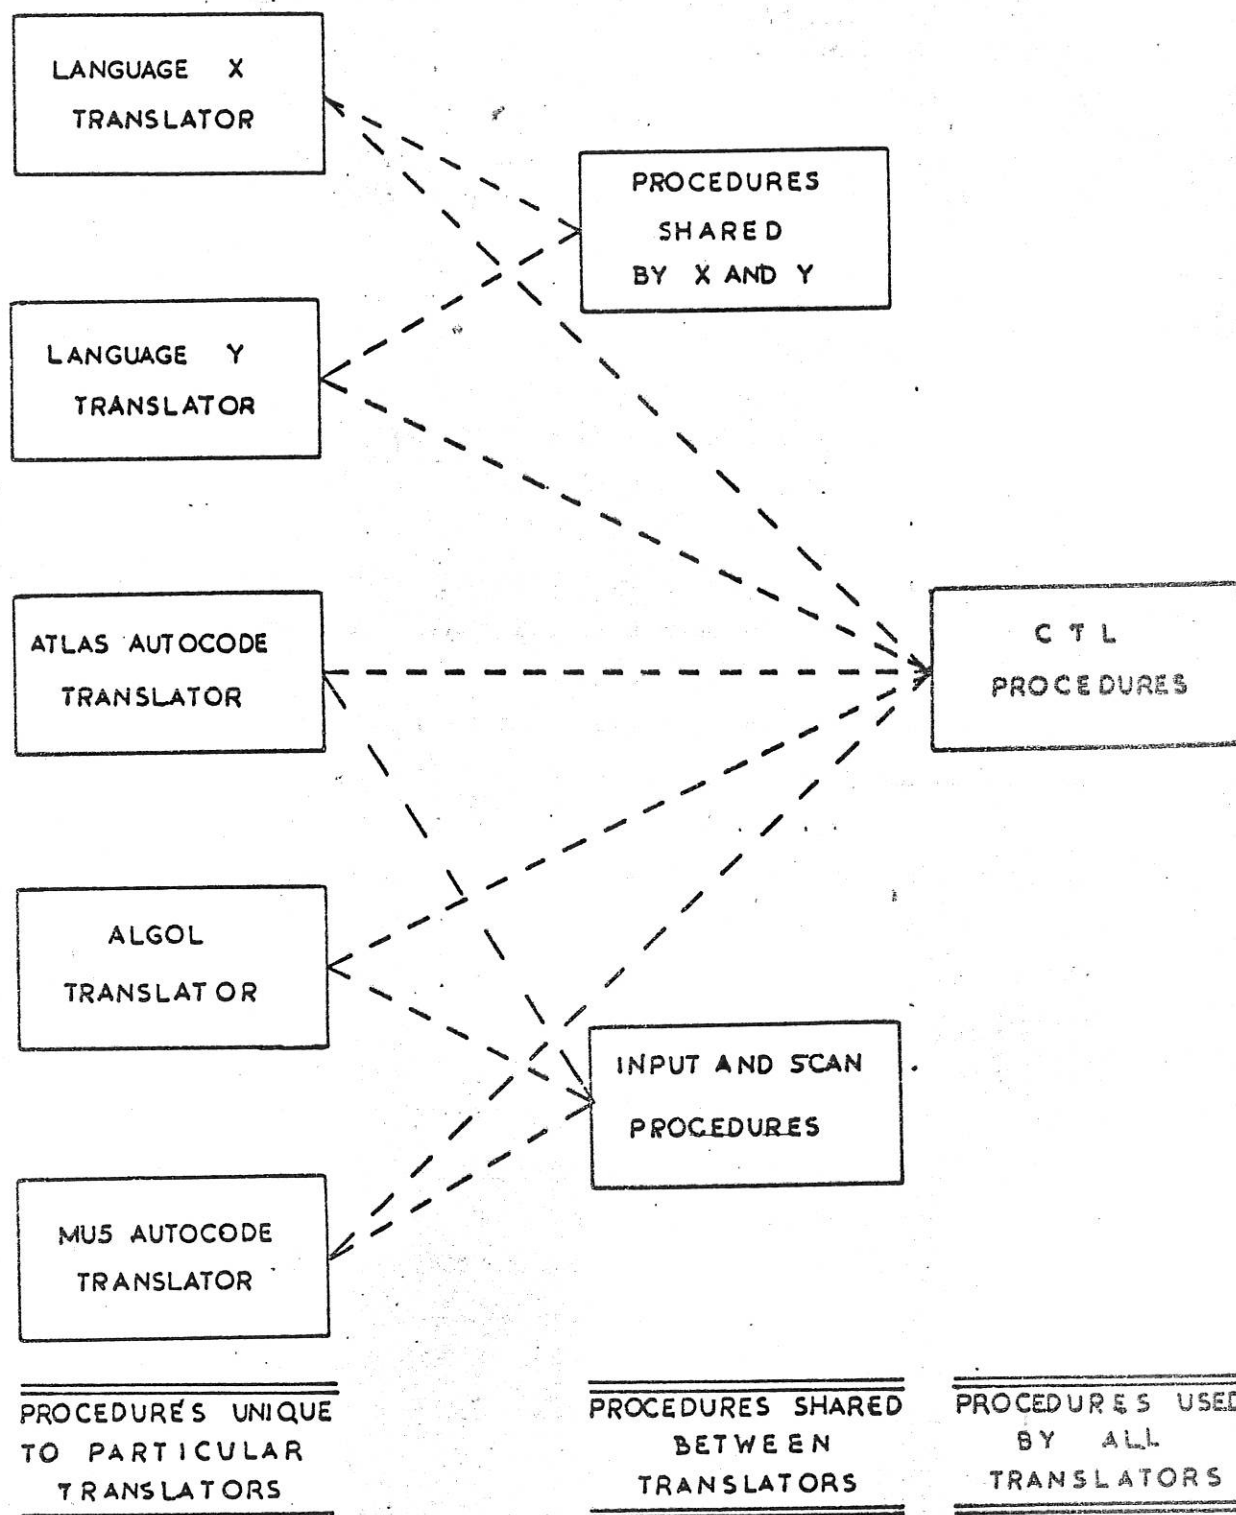 LANGUAGE X
TRANSLATOR
PROCEDURES
SHARED
BY X AND Y
LANGUAGE Y
TRANSLATOR
ATLAS AUTOCODE
TRANSLATOR
C T L
PROCEDURES
ALGOL
TRANSLATOR
INPUT AND SCAN
PROCEDURES
MU5 AUTOCODE
TRANSLATOR
PROCEDURES UNIQUE
TO PARTICULAR
TRANSLATORS
PROCEDURES SHARED
BETWEEN
TRANSLATORS
PROCEDURES USED
BY ALL
TRANSLATORS